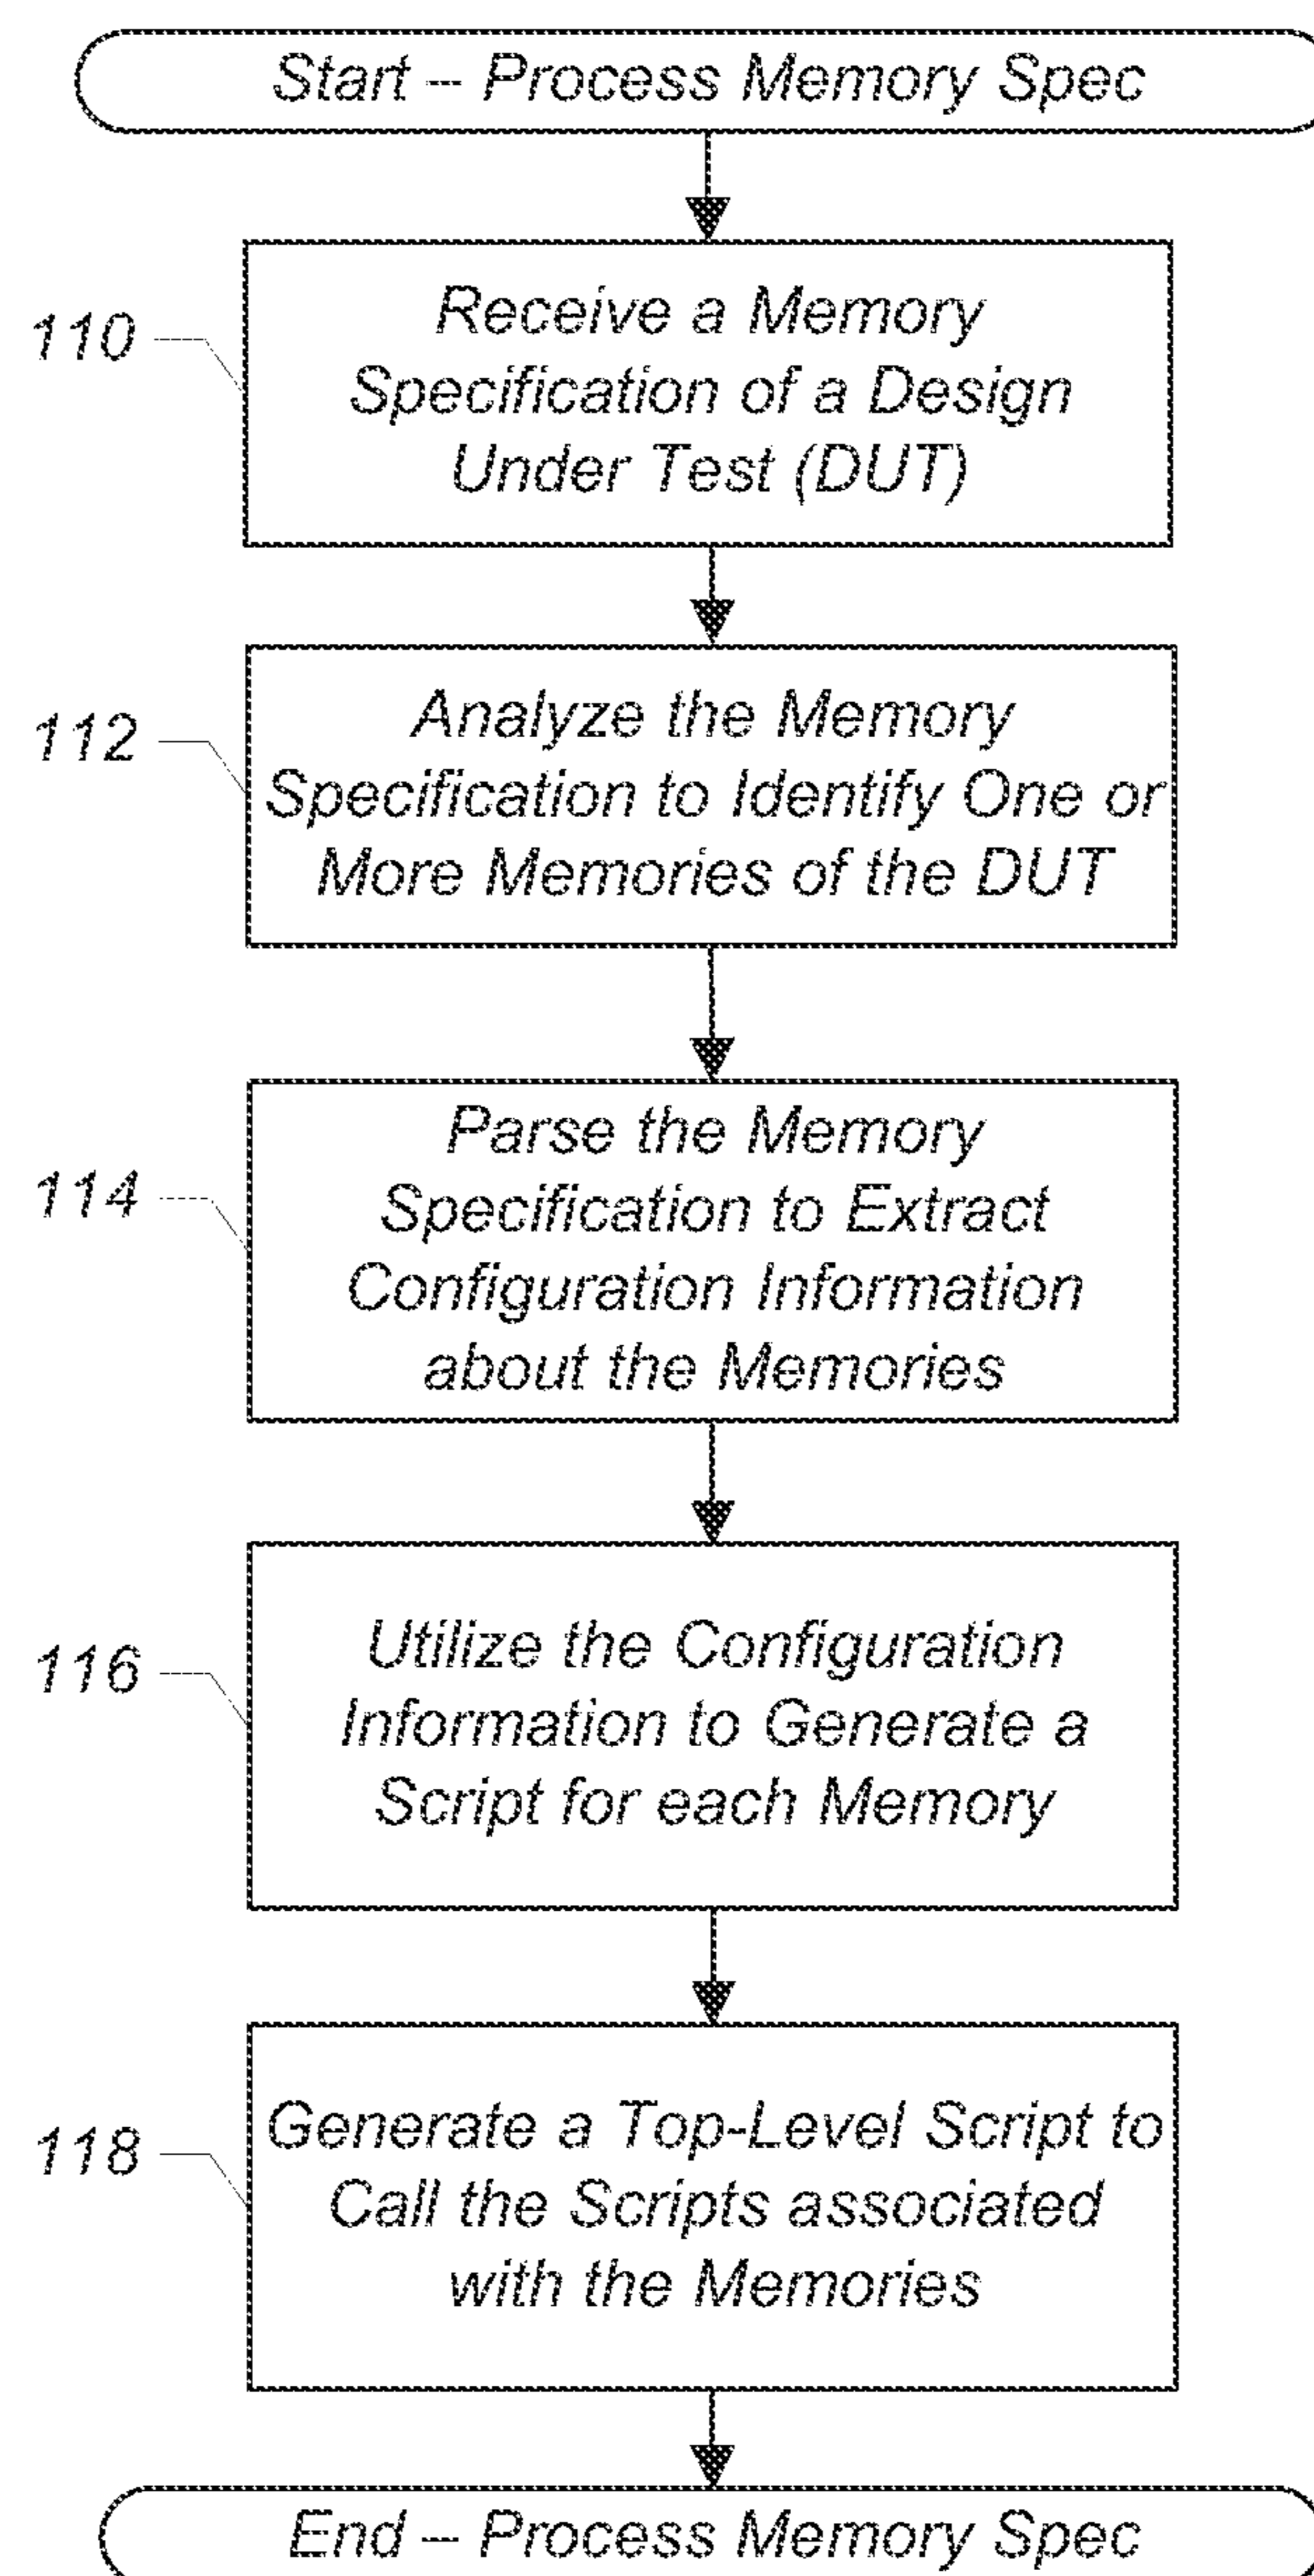 Start -- Process Memory Spec
110
Receive a Memory
Specification of a Design
Under Test (DUT)
112
Analyze the Memory
Specification to Identify One or
More Memories of the DUT
114
Parse the Memory
Specification to Extract
Configuration Information
about the Memories
116
Utilize the Configuration
Information to Generate a
Script for each Memory
118
Generate a Top-Level Script to
Call the Scripts associated
with the Memories
End -- Process Memory Spec